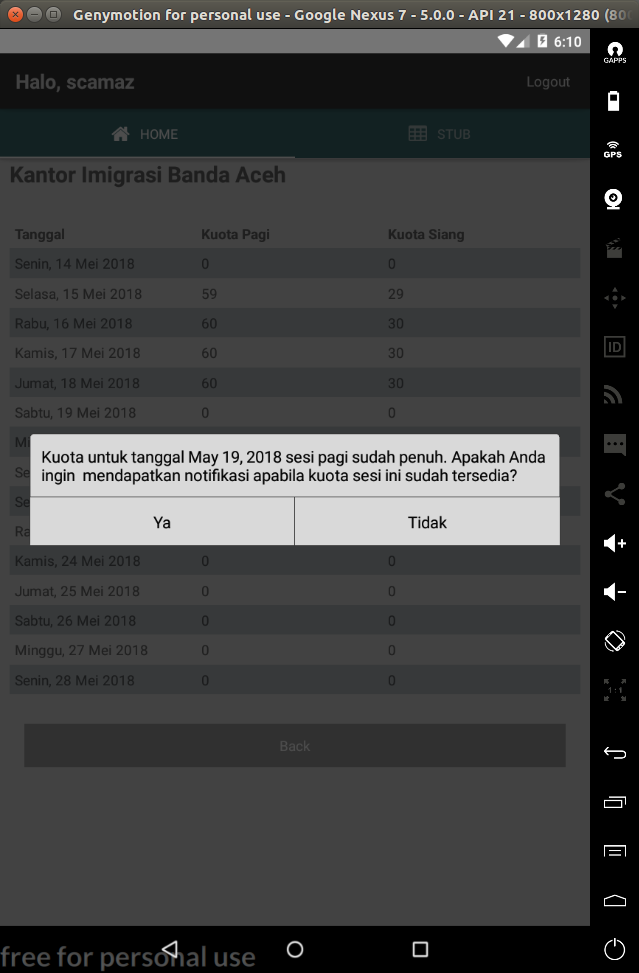 Genymotion for personal use - Google Nexus 7 - 5.0.0 - API 21 - 800x1280 (80
6:10
GAPPS
Halo, scamaz
Logout
HOME
STUB
GPS
Kantor Imigrasi Banda Aceh
Tanggal Kuota Pagi Kuota Siang
Senin, 14 Mei 2018 0 0
Selasa, 15 Mei 2018 59 29
Rabu, 16 Mei 2018 60 30
Kamis, 17 Mei 2018 60 30
ID
Jumat, 18 Mei 2018 60 30
Sabtu, 19 Mei 2018 0 0
Mi
Kuota untuk tanggal May 19, 2018 sesi pagi sudah penuh. Apakah Anda
ingin  mendapatkan notifikasi apabila kuota sesi ini sudah tersedia?
Se
Se
Ya Tidak
Ra
Kamis, 24 Mei 2018 0 0
Jumat, 25 Mei 2018 0 0
Sabtu, 26 Mei 2018 0 0
Minggu, 27 Mei 2018 0 0
Senin, 28 Mei 2018 0 0
1:1
Back
free for personal use